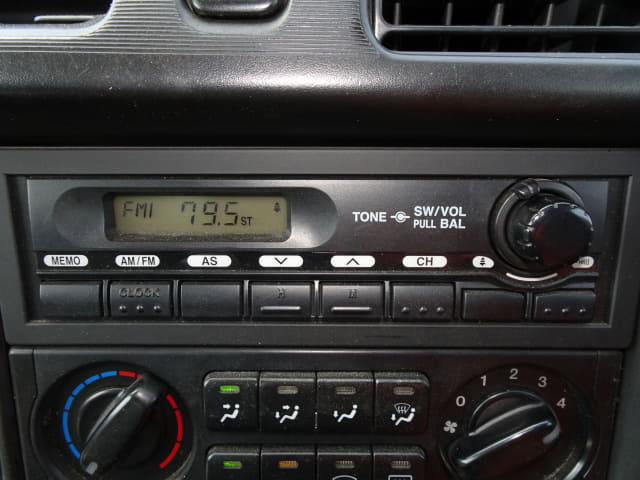 FM1 79.5 ST
TONE SW/VOL
PULL BAL
MEMO AM/FM AS CH
CLOCK H M
0 1 2 3 4